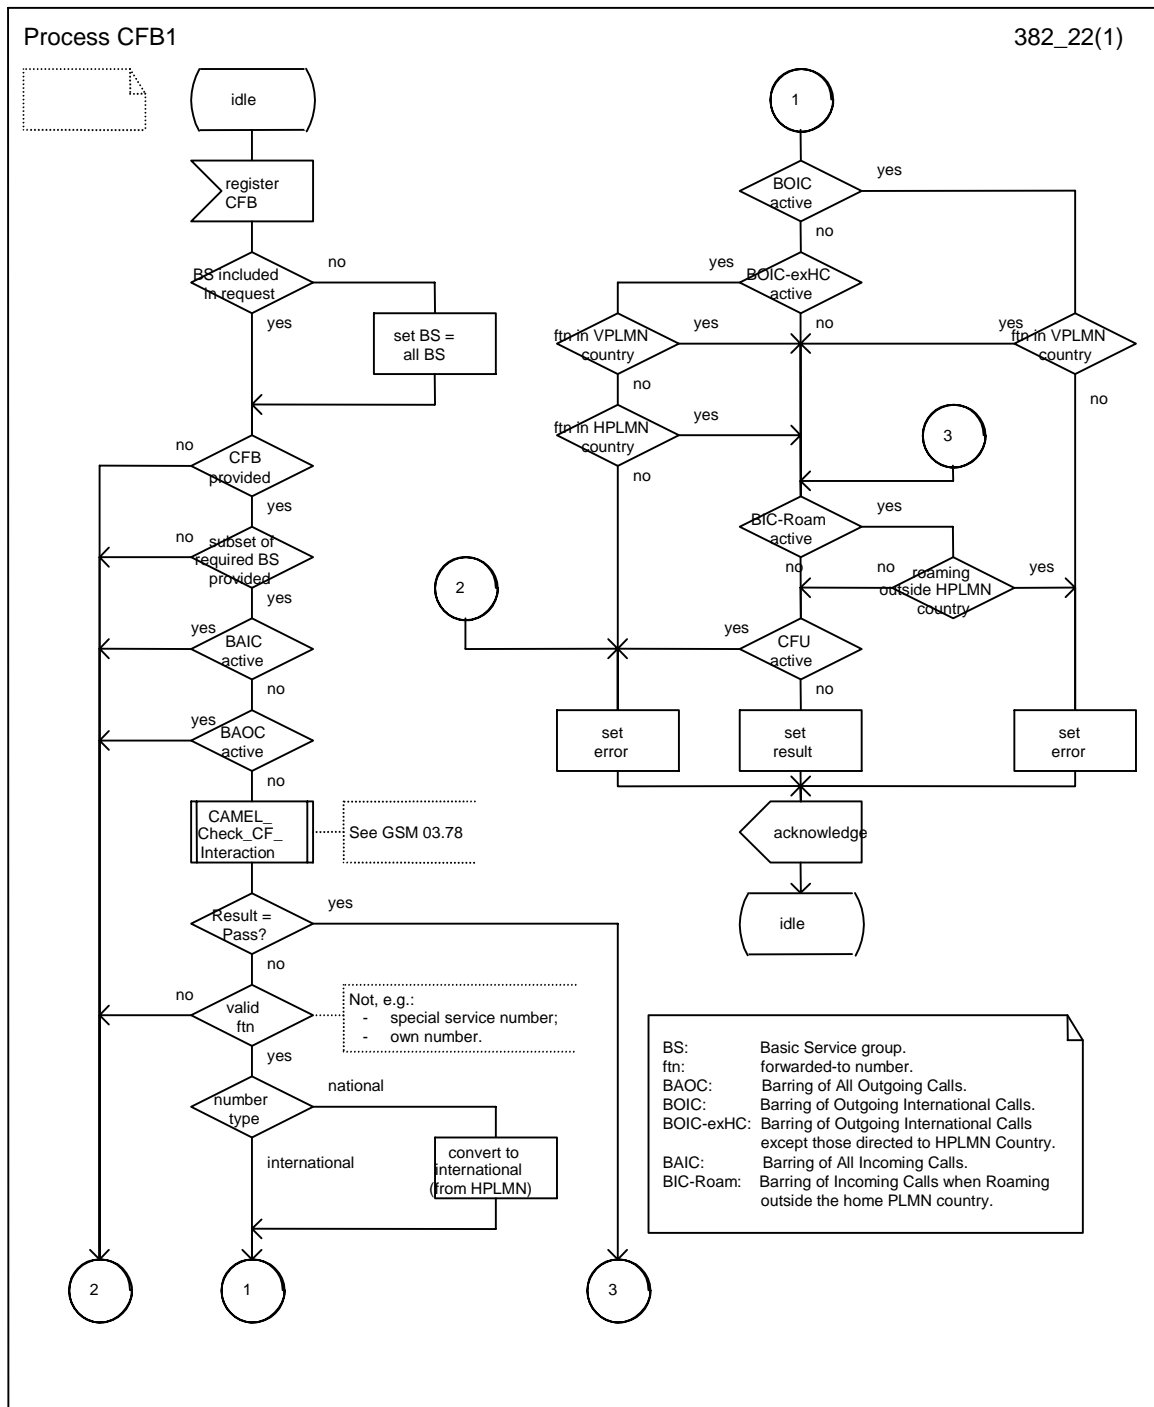 Process CFB1
382_22(1)
idle
register
CFB
BS included
in request
no
yes
set BS =
all BS
no
CFB
provided
yes
no
subset of
required BS
provided
yes
yes
BAIC
active
no
yes
BAOC
active
no
CAMEL_
Check_CF_
Interaction
See GSM 03.78
Result =
Pass?
yes
no
no
valid
ftn
Not, e.g.:
- special service number;
- own number.
yes
number
type
national
international
convert to
international
(from HPLMN)
2
1
3
1
BOIC
active
yes
no
yes
BOIC-exHC
active
no
ftn in VPLMN
country
yes
no
yes
ftn in VPLMN
country
no
ftn in HPLMN
country
yes
no
3
BIC-Roam
active
yes
no
no
roaming
outside HPLMN
country
yes
2
yes
CFU
active
no
set
error
set
result
set
error
acknowledge
idle
BS: Basic Service group.
ftn: forwarded-to number.
BAOC: Barring of All Outgoing Calls.
BOIC: Barring of Outgoing International Calls.
BOIC-exHC: Barring of Outgoing International Calls
except those directed to HPLMN Country.
BAIC: Barring of All Incoming Calls.
BIC-Roam: Barring of Incoming Calls when Roaming
outside the home PLMN country.